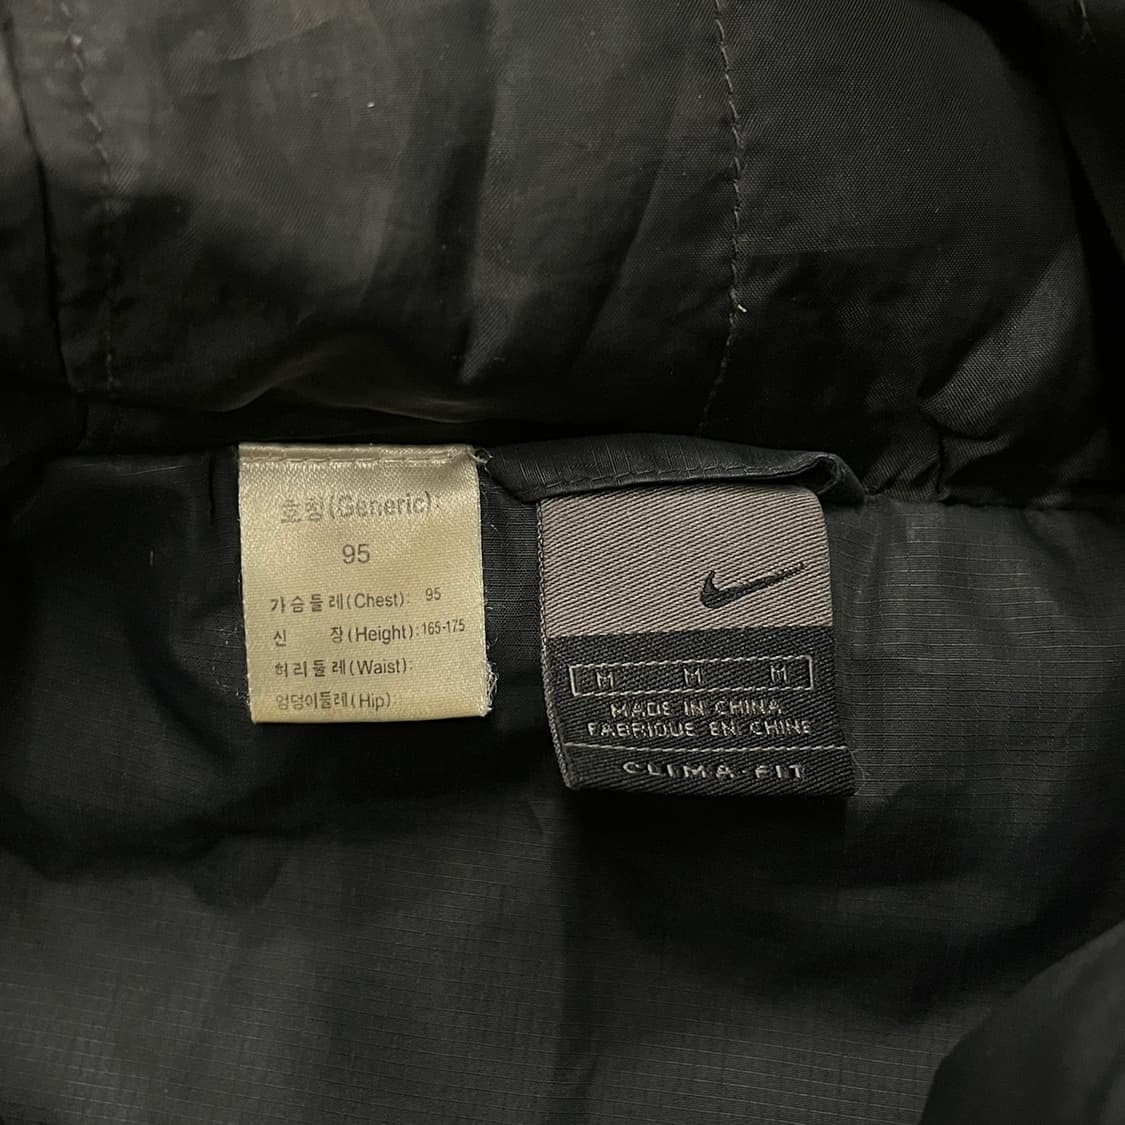 호칭(Generic):
95
가슴둘레(Chest): 95
신 장(Height):165-175
허리둘레(Waist):
엉덩이둘레(Hip):
M M M
MADE IN CHINA
FABRIQUE EN CHINE
CLIMA-FIT